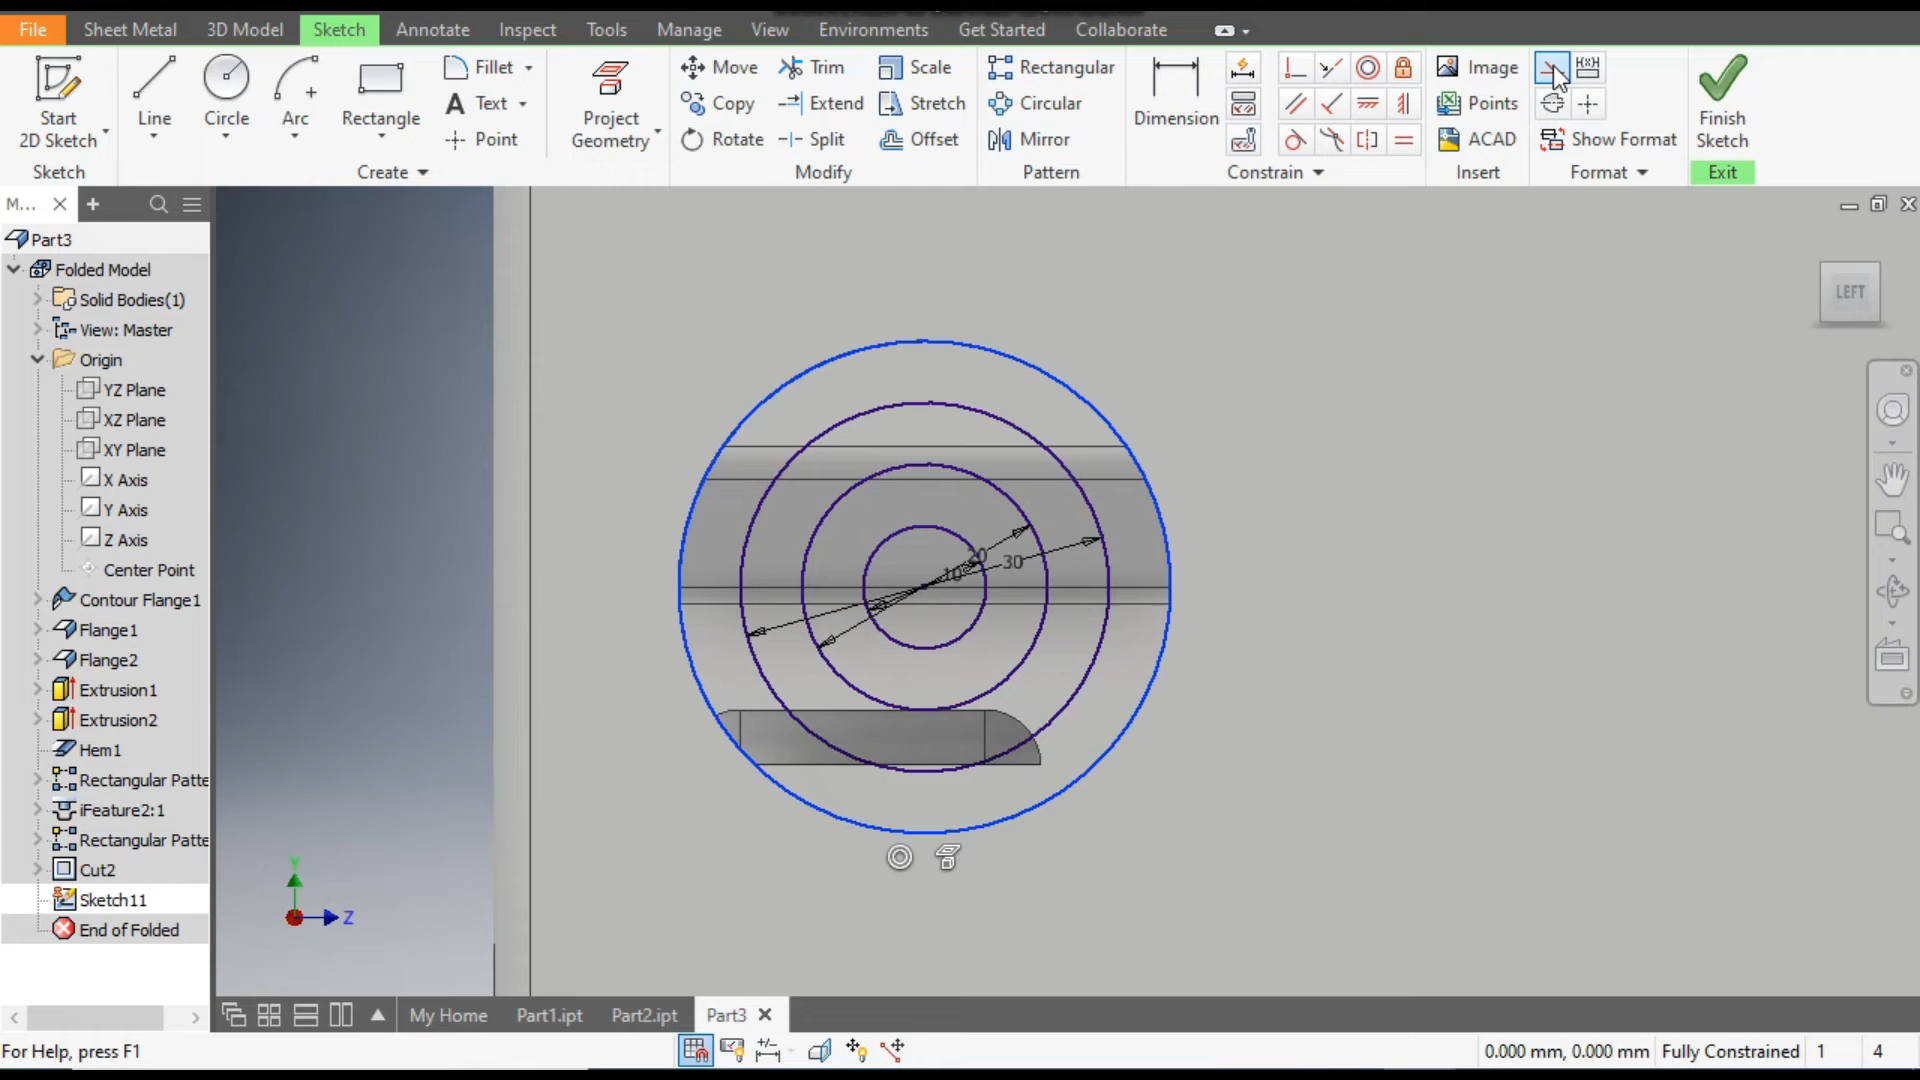 File Sheet Metal 3D Model Sketch Annotate Inspect Tools Manage View Environments Get Started Collaborate
Start
2D Sketch
Line
Circle
Arc
Rectangle
Fillet
Text
Point
Project
Geometry
Move
Trim
Scale
Copy
Extend
Stretch
Rotate
Split
Offset
Rectangular
Circular
Mirror
Dimension
Image
Points
ACAD
Show Format
Finish
Sketch
Sketch Create Modify Pattern Constrain Insert Format Exit
M...
Part3
Folded Model
Solid Bodies(1)
View: Master
Origin
YZ Plane
XZ Plane
XY Plane
X Axis
Y Axis
Z Axis
Center Point
Contour Flange1
Flange1
Flange2
Extrusion1
Extrusion2
Hem1
Rectangular Patte
iFeature2:1
Rectangular Patte
Cut2
Sketch11
End of Folded
LEFT
20
30
10
Y
Z
My Home Part1.ipt Part2.ipt Part3
For Help, press F1
0.000 mm, 0.000 mm Fully Constrained 1 4